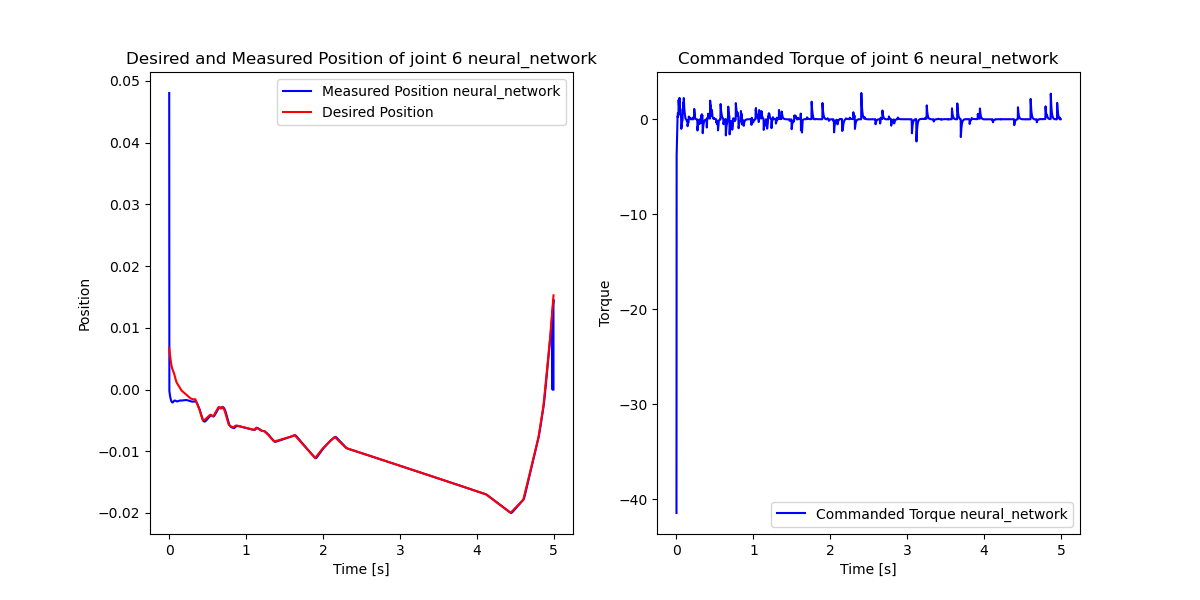 Desired and Measured Position of joint 6 neural_network
Measured Position neural_network
Desired Position
0.05
0.04
0.03
0.02
0.01
0.00
−0.01
−0.02
Position
0 1 2 3 4 5
Time [s]
Commanded Torque of joint 6 neural_network
0
−10
−20
−30
−40
Torque
Commanded Torque neural_network
0 1 2 3 4 5
Time [s]